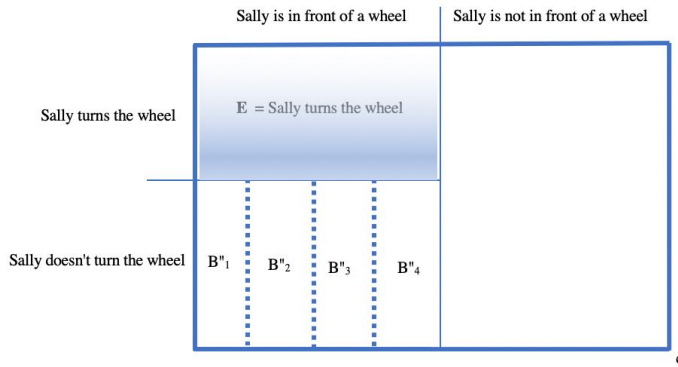 Sally is in front of a wheel
Sally is not in front of a wheel
Sally turns the wheel
E = Sally turns the wheel
Sally doesn't turn the wheel
B"₁
B"₂
B"₃
B"₄